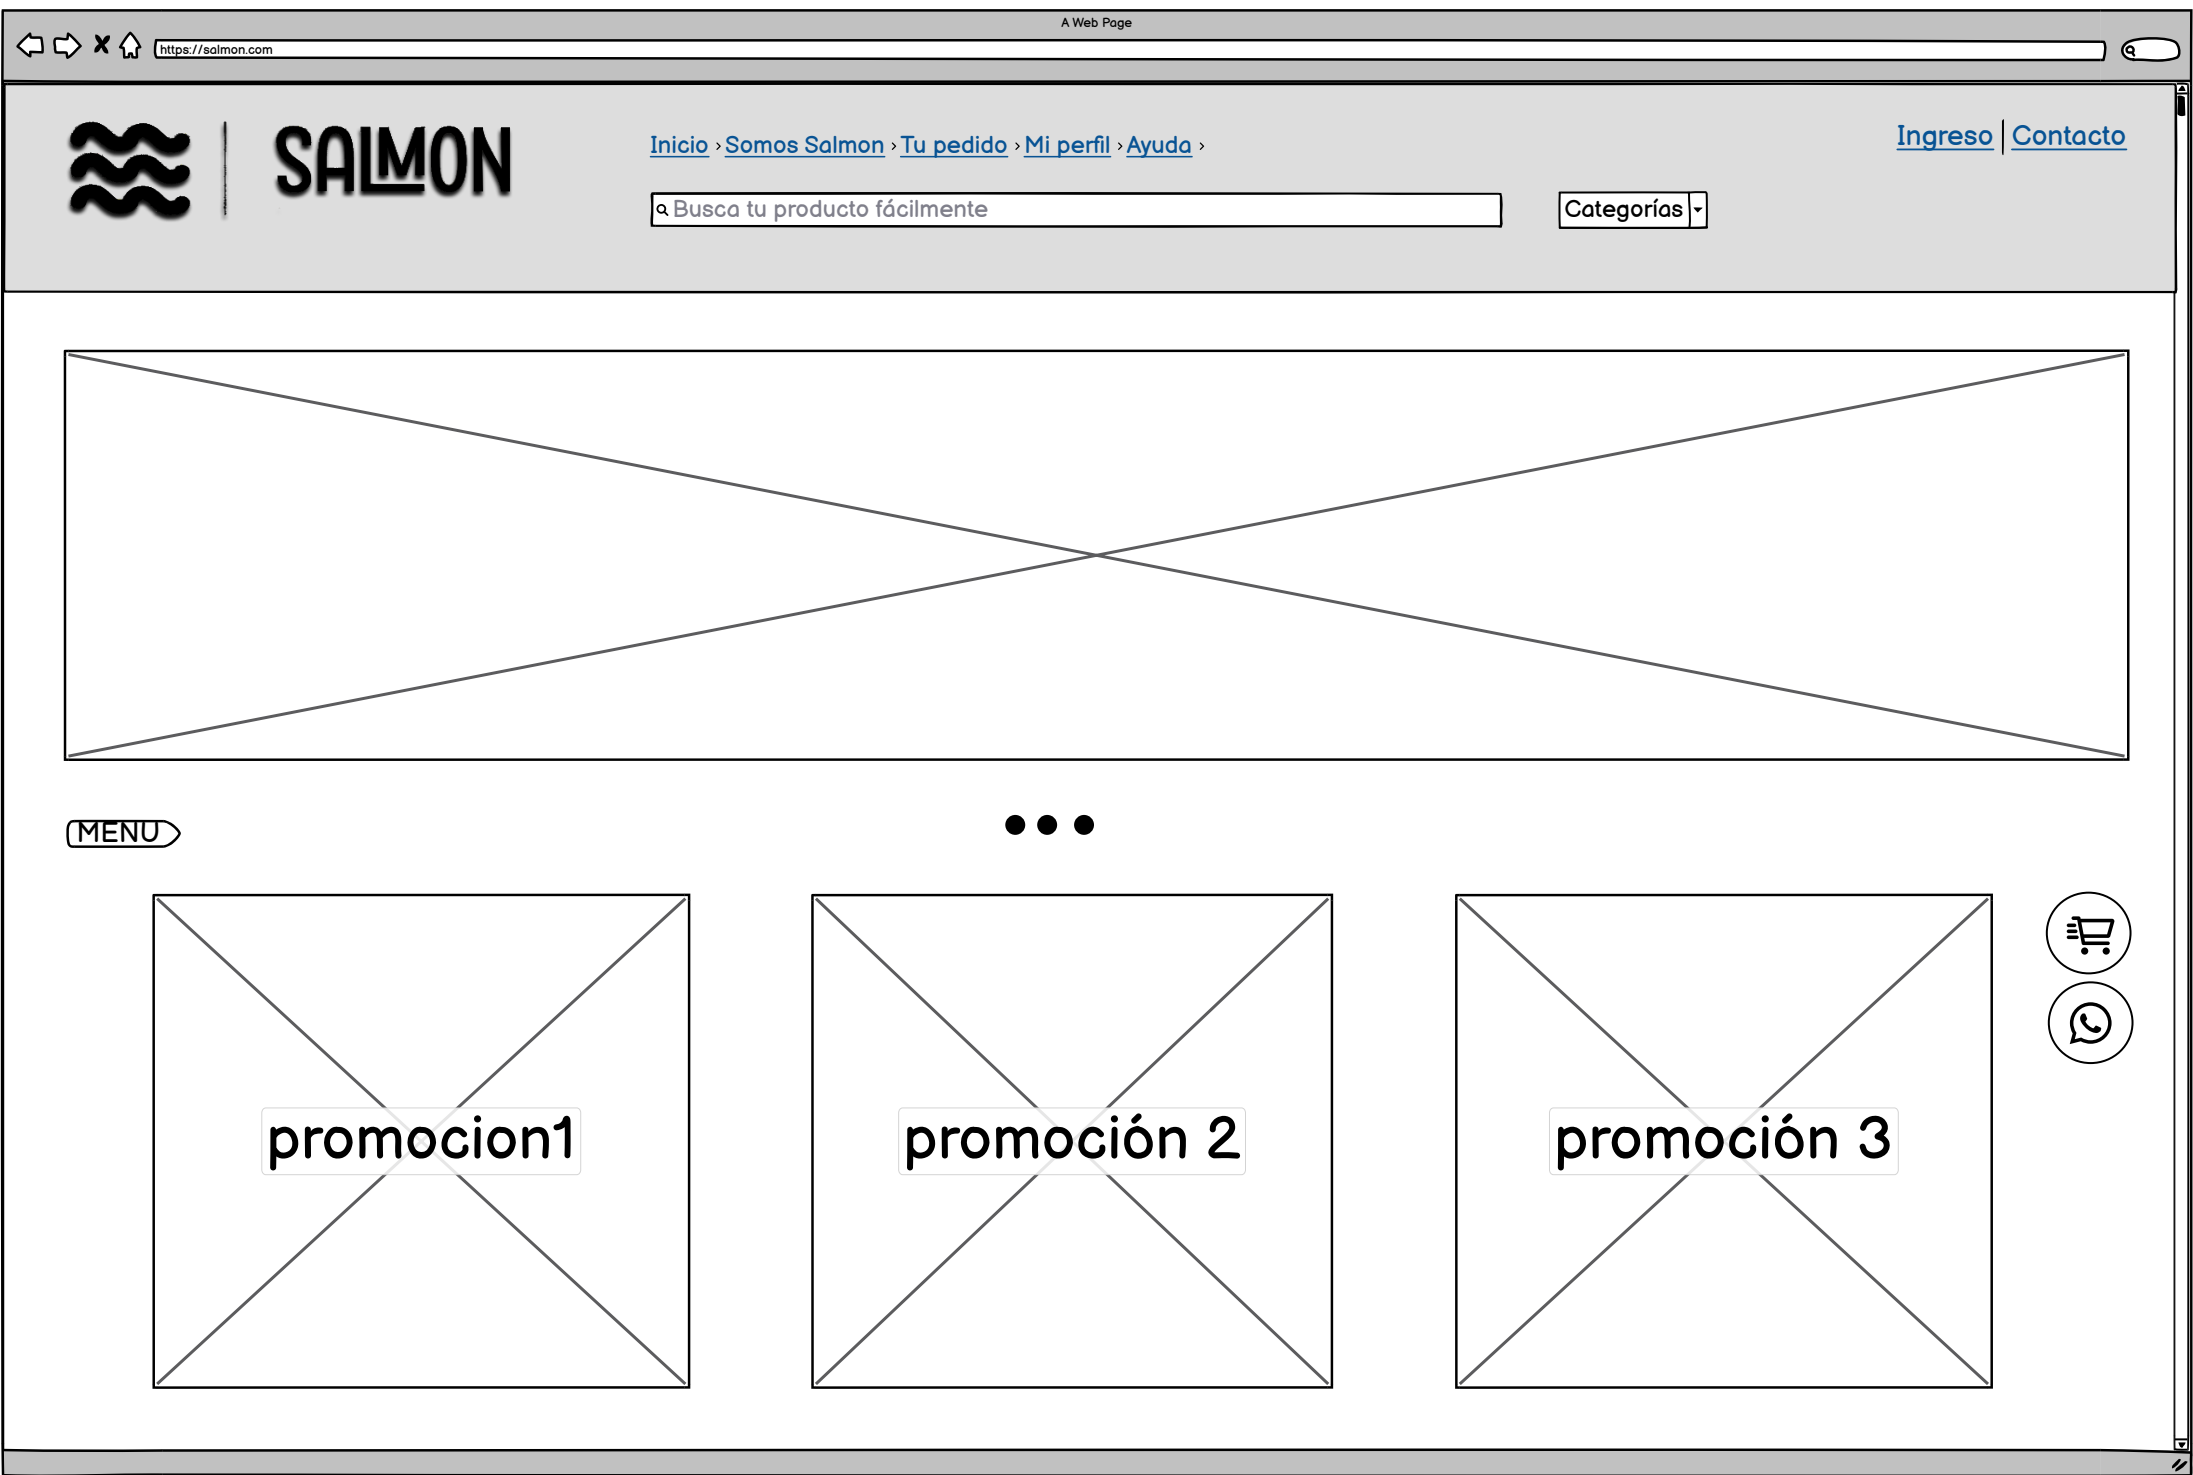 A Web Page
https://salmon.com
SALMON
Inicio › Somos Salmon › Tu pedido › Mi perfil › Ayuda ›
Ingreso | Contacto
Busca tu producto fácilmente
Categorías
MENU
promocion1
promoción 2
promoción 3